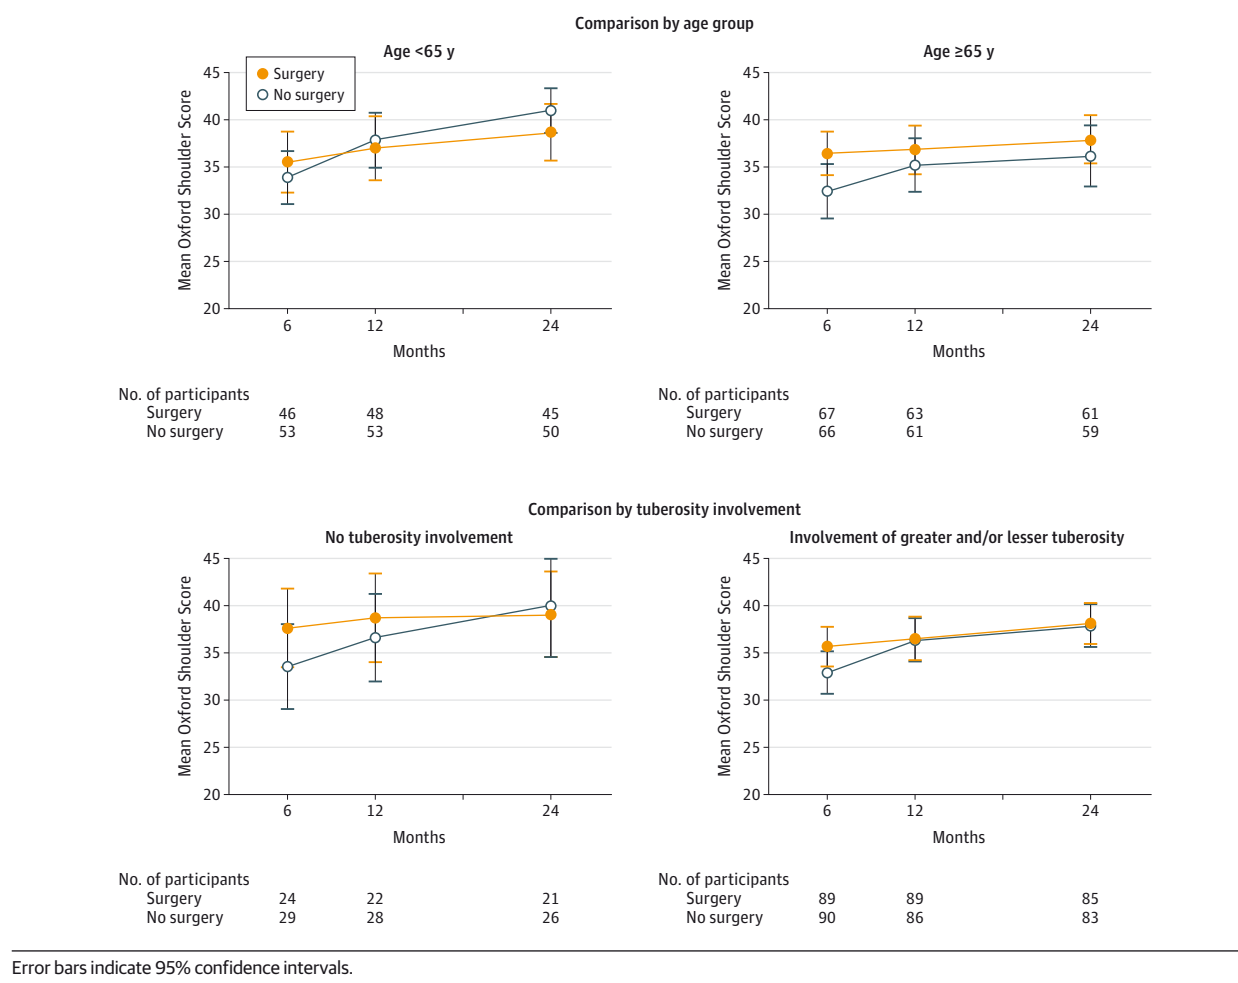 Comparison by age group
Age <65 y
Surgery
No surgery
Mean Oxford Shoulder Score
45
40
35
30
25
20
6 12 24
Months
No. of participants
Surgery 46 48 45
No surgery 53 53 50
Age ≥65 y
Mean Oxford Shoulder Score
45
40
35
30
25
20
6 12 24
Months
No. of participants
Surgery 67 63 61
No surgery 66 61 59
Comparison by tuberosity involvement
No tuberosity involvement
Mean Oxford Shoulder Score
45
40
35
30
25
20
6 12 24
Months
No. of participants
Surgery 24 22 21
No surgery 29 28 26
Involvement of greater and/or lesser tuberosity
Mean Oxford Shoulder Score
45
40
35
30
25
20
6 12 24
Months
No. of participants
Surgery 89 89 85
No surgery 90 86 83
Error bars indicate 95% confidence intervals.